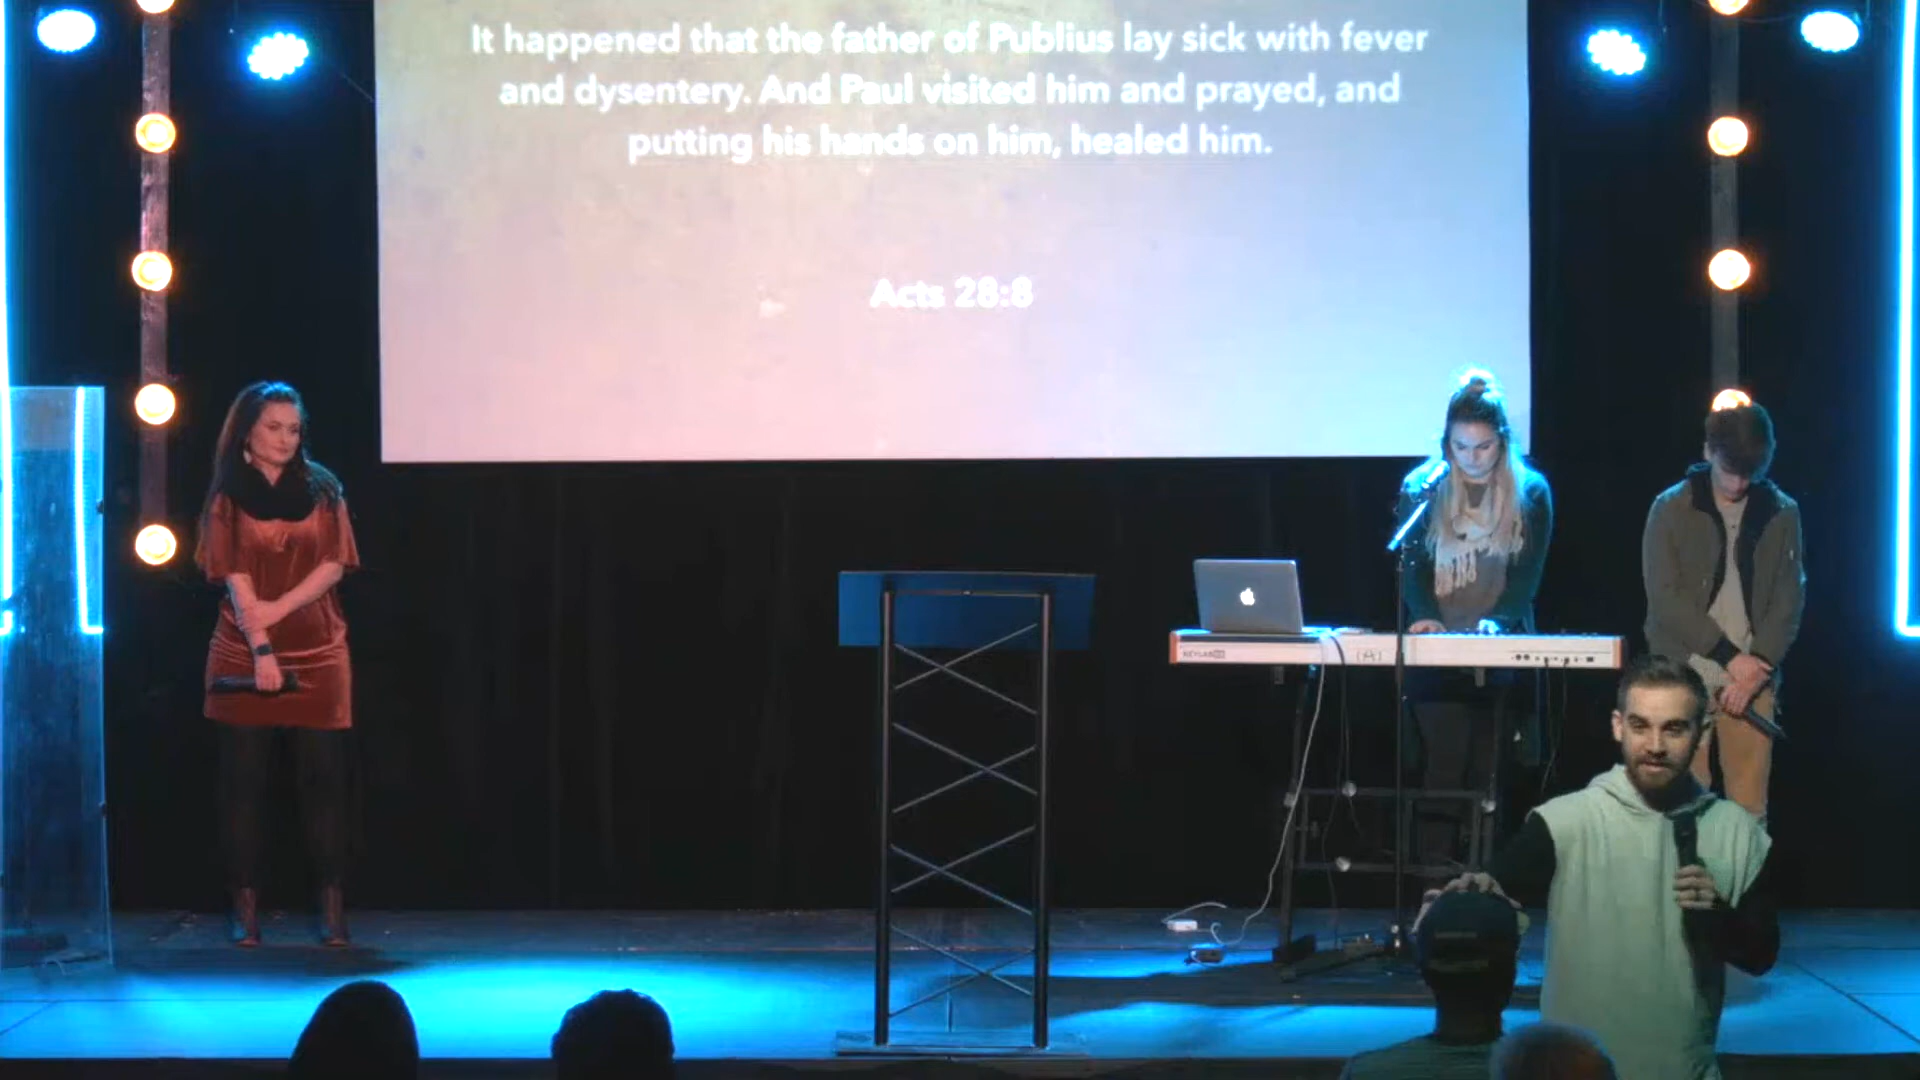 It happened that the father of Publius lay sick with fever
and dysentery. And Paul visited him and prayed, and
putting his hands on him, healed him.
Acts 28:8
KEYLAB88